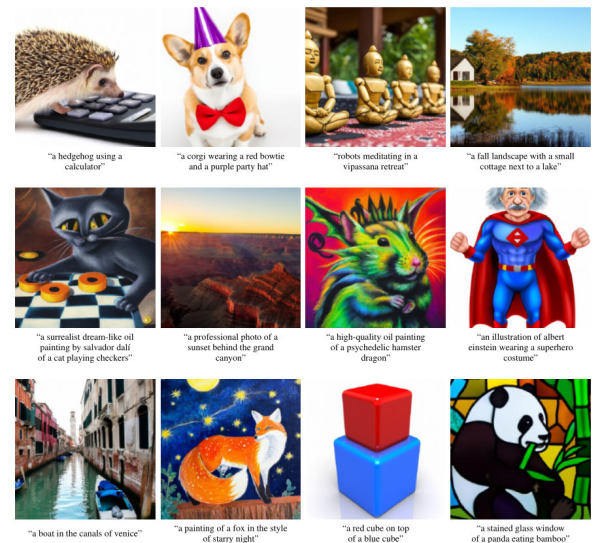 “a hedgehog using a
calculator”
“a corgi wearing a red bowtie
and a purple party hat”
“robots meditating in a
vipassana retreat”
“a fall landscape with a small
cottage next to a lake”
“a surrealist dream-like oil
painting by salvador dalí
of a cat playing checkers”
“a professional photo of a
sunset behind the grand
canyon”
“a high-quality oil painting
of a psychedelic hamster
dragon”
“an illustration of albert
einstein wearing a superhero
costume”
“a boat in the canals of venice”
“a painting of a fox in the style
of starry night”
“a red cube on top
of a blue cube”
“a stained glass window
of a panda eating bamboo”